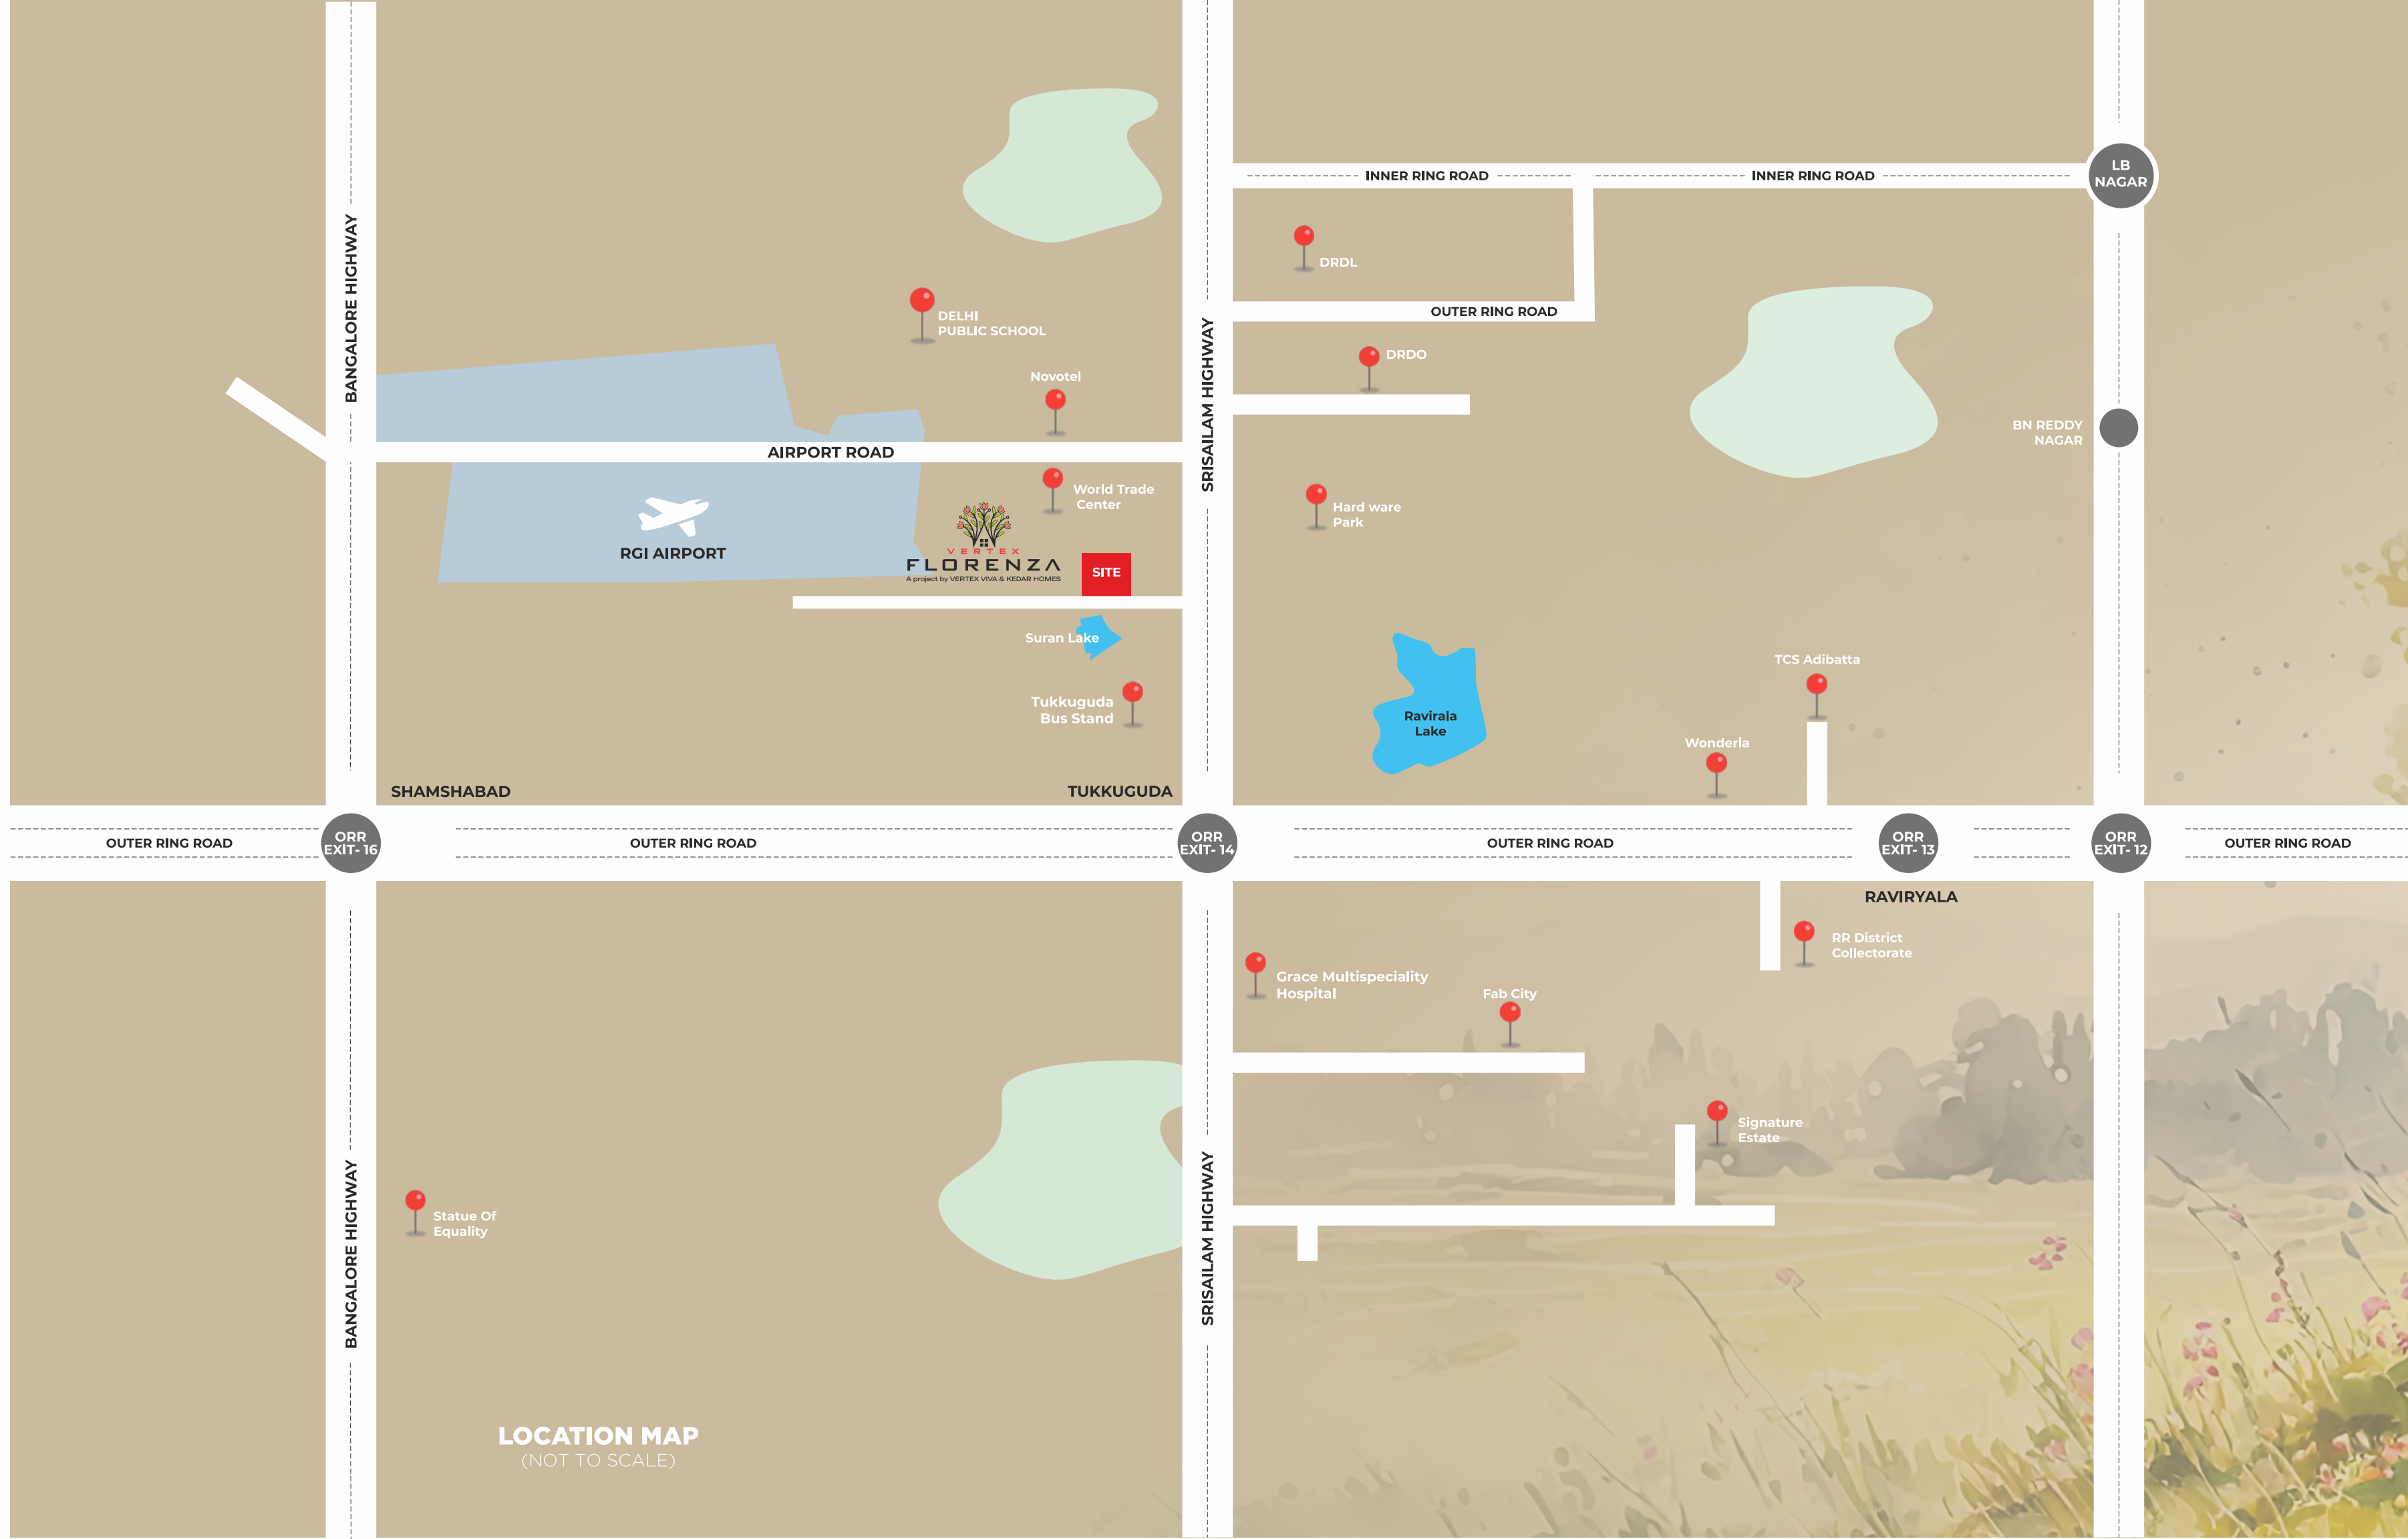 LB
NAGAR
INNER RING ROAD
INNER RING ROAD
BANGALORE HIGHWAY
DRDL
DELHI
PUBLIC SCHOOL
OUTER RING ROAD
SRISAILAM HIGHWAY
DRDO
Novotel
BN REDDY
NAGAR
AIRPORT ROAD
World Trade
Center
Hard ware
Park
RGI AIRPORT
VERTEX
FLORENZA
A project by VERTEX VIVA & KEDAR HOMES
SITE
Suran Lake
TCS Adibatta
Tukkuguda
Bus Stand
Ravirala
Lake
Wonderla
SHAMSHABAD
TUKKUGUDA
OUTER RING ROAD
ORR
EXIT- 16
OUTER RING ROAD
ORR
EXIT- 14
OUTER RING ROAD
ORR
EXIT- 13
ORR
EXIT- 12
OUTER RING ROAD
RAVIRYALA
RR District
Collectorate
Grace Multispeciality
Hospital
Fab City
Signature
Estate
BANGALORE HIGHWAY
Statue Of
Equality
SRISAILAM HIGHWAY
LOCATION MAP
(NOT TO SCALE)